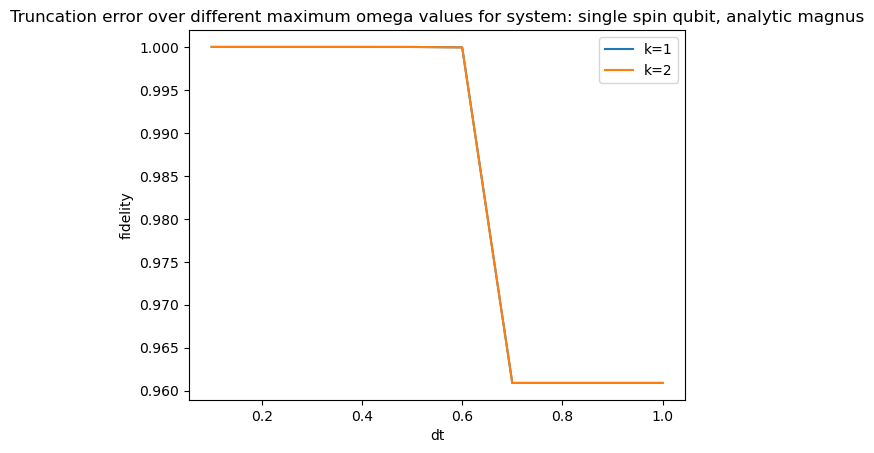 Truncation error over different maximum omega values for system: single spin qubit, analytic magnus
1.000
0.995
0.990
0.985
0.980
0.975
0.970
0.965
0.960
fidelity
k=1
k=2
0.2 0.4 0.6 0.8 1.0
dt